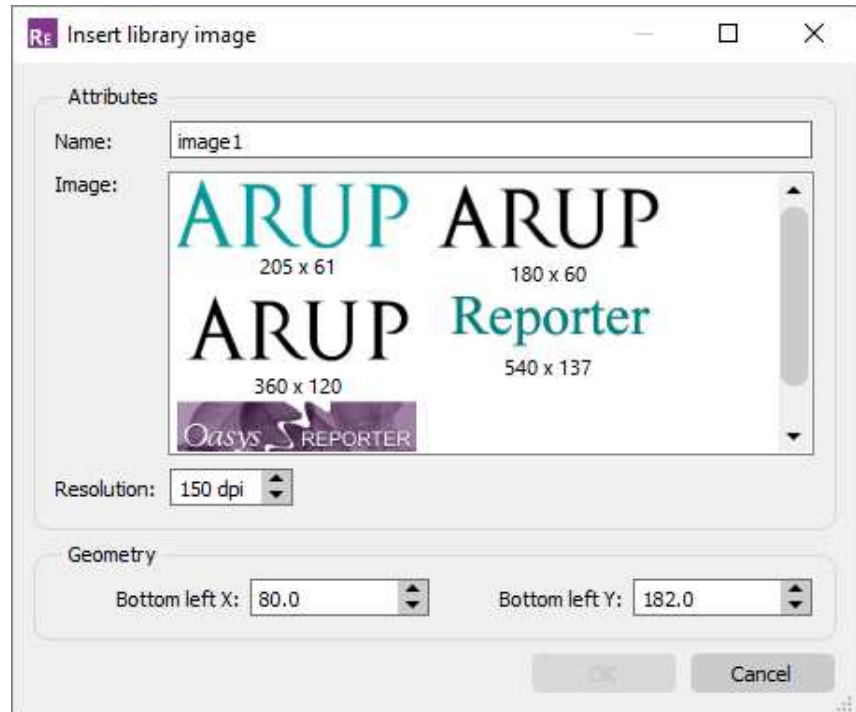 RE Insert library image
Attributes
Name: image1
Image:
ARUP ARUP
205 x 61 180 x 60
ARUP Reporter
360 x 120 540 x 137
Oasys REPORTER
Resolution: 150 dpi
Geometry
Bottom left X: 80.0 Bottom left Y: 182.0
OK Cancel